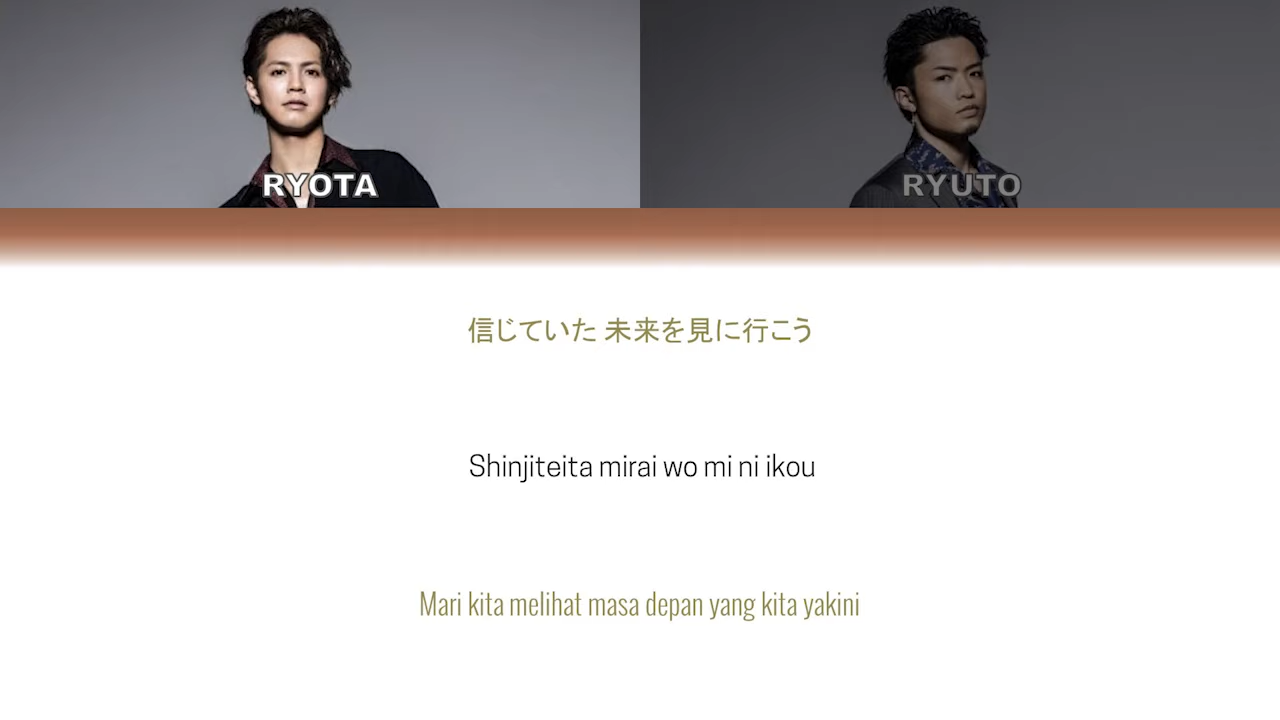 RYOTA
RYUTO
信じていた 未来を見に行こう
Shinjiteita mirai wo mi ni ikou
Mari kita melihat masa depan yang kita yakini